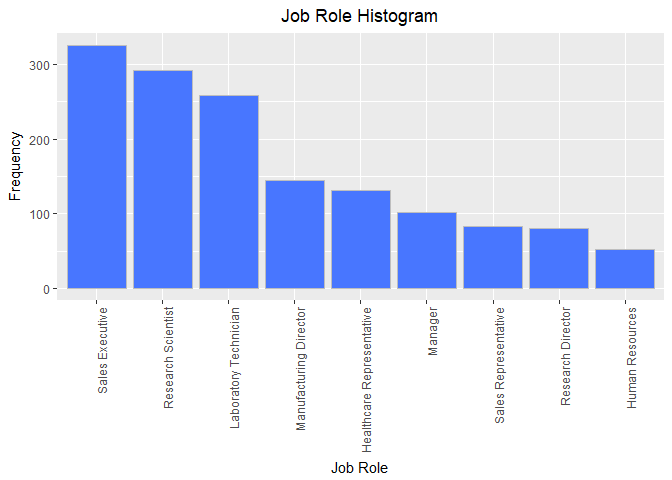 Job Role Histogram
Frequency
300
200
100
0
Sales Executive
Research Scientist
Laboratory Technician
Manufacturing Director
Healthcare Representative
Manager
Sales Representative
Research Director
Human Resources
Job Role